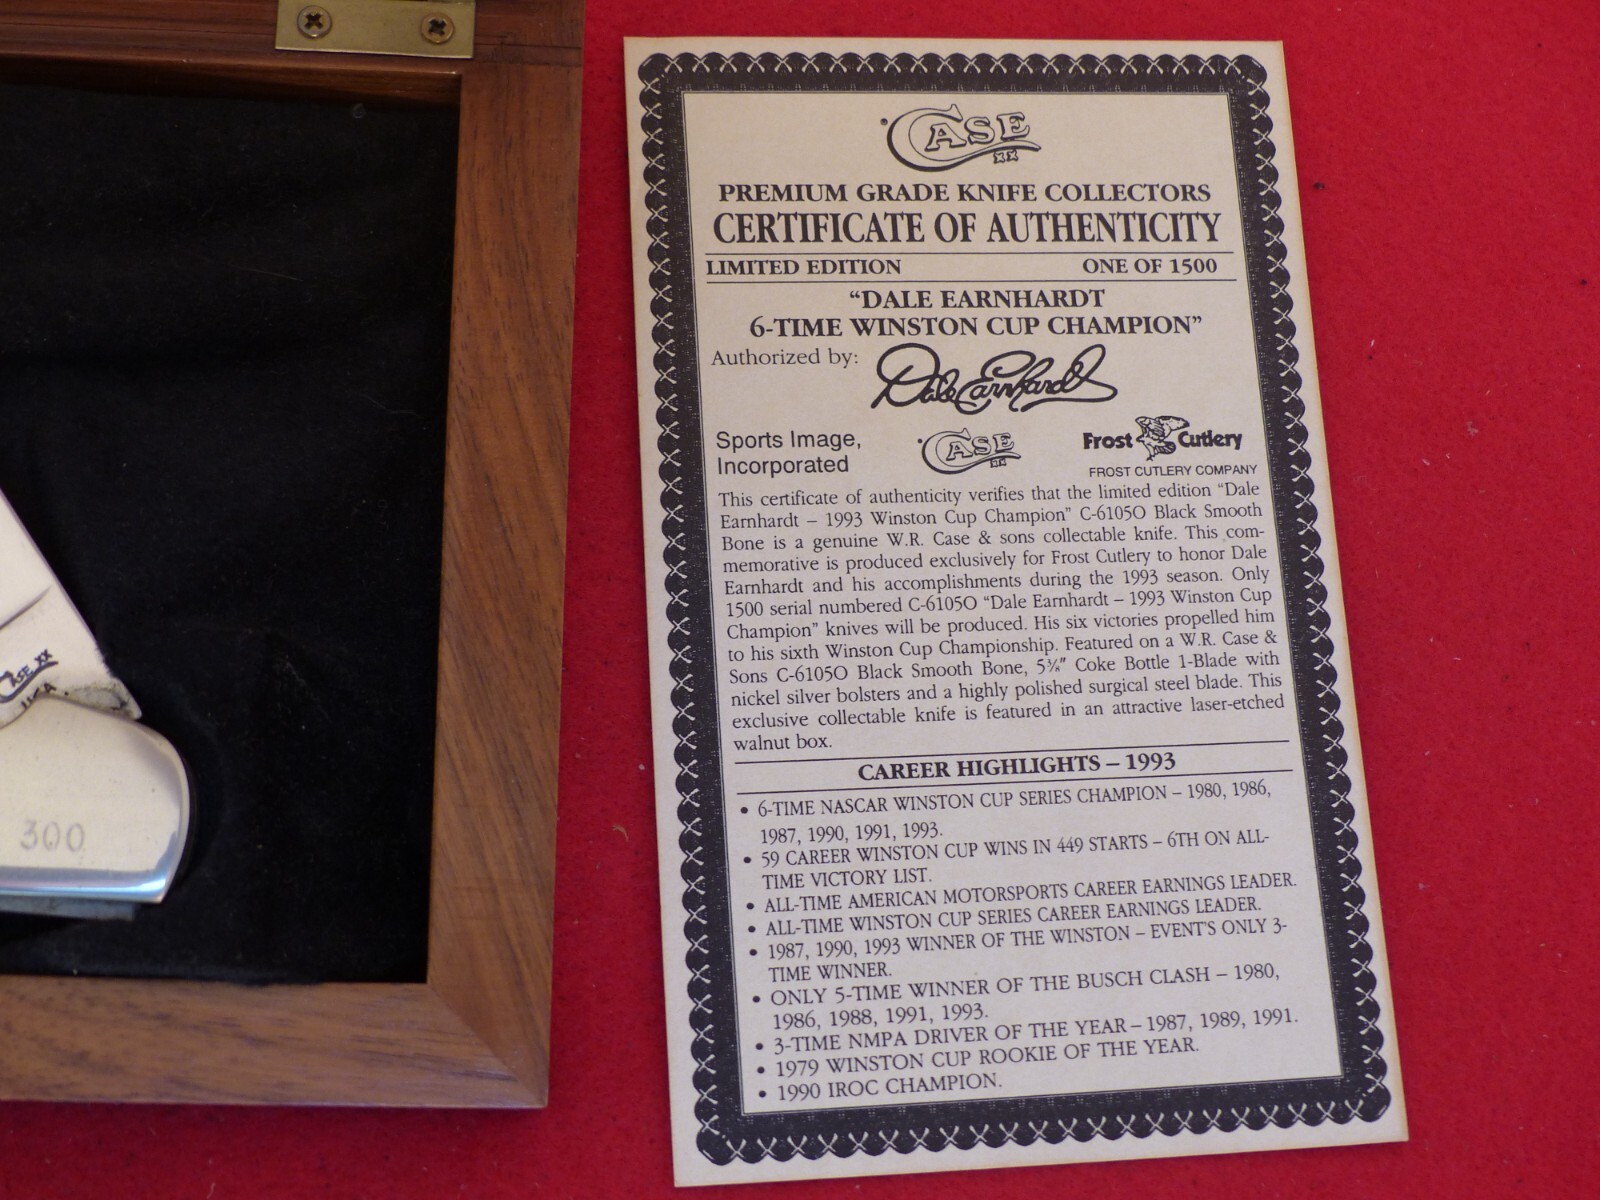 CASE XX
PREMIUM GRADE KNIFE COLLECTORS
CERTIFICATE OF AUTHENTICITY
LIMITED EDITION ONE OF 1500
“DALE EARNHARDT
6-TIME WINSTON CUP CHAMPION”
Authorized by: Dale Earnhardt
Sports Image,
Incorporated
CASE XX
Frost Cutlery
FROST CUTLERY COMPANY
This certificate of authenticity verifies that the limited edition “Dale
Earnhardt – 1993 Winston Cup Champion” C-6105O Black Smooth
Bone is a genuine W.R. Case & sons collectable knife. This com-
memorative is produced exclusively for Frost Cutlery to honor Dale
Earnhardt and his accomplishments during the 1993 season. Only
1500 serial numbered C-6105O “Dale Earnhardt – 1993 Winston Cup
Champion” knives will be produced. His six victories propelled him
to his sixth Winston Cup Championship. Featured on a W.R. Case &
Sons C-6105O Black Smooth Bone, 5⅜″ Coke Bottle 1-Blade with
nickel silver bolsters and a highly polished surgical steel blade. This
exclusive collectable knife is featured in an attractive laser-etched
walnut box.
CAREER HIGHLIGHTS – 1993
• 6-TIME NASCAR WINSTON CUP SERIES CHAMPION – 1980, 1986,
1987, 1990, 1991, 1993.
• 59 CAREER WINSTON CUP WINS IN 449 STARTS – 6TH ON ALL-
TIME VICTORY LIST.
• ALL-TIME AMERICAN MOTORSPORTS CAREER EARNINGS LEADER.
• ALL-TIME WINSTON CUP SERIES CAREER EARNINGS LEADER.
• 1987, 1990, 1993 WINNER OF THE WINSTON – EVENT'S ONLY 3-
TIME WINNER.
• ONLY 5-TIME WINNER OF THE BUSCH CLASH – 1980,
1986, 1988, 1991, 1993.
• 3-TIME NMPA DRIVER OF THE YEAR – 1987, 1989, 1991.
• 1979 WINSTON CUP ROOKIE OF THE YEAR.
• 1990 IROC CHAMPION.
CASE XX
USA
300